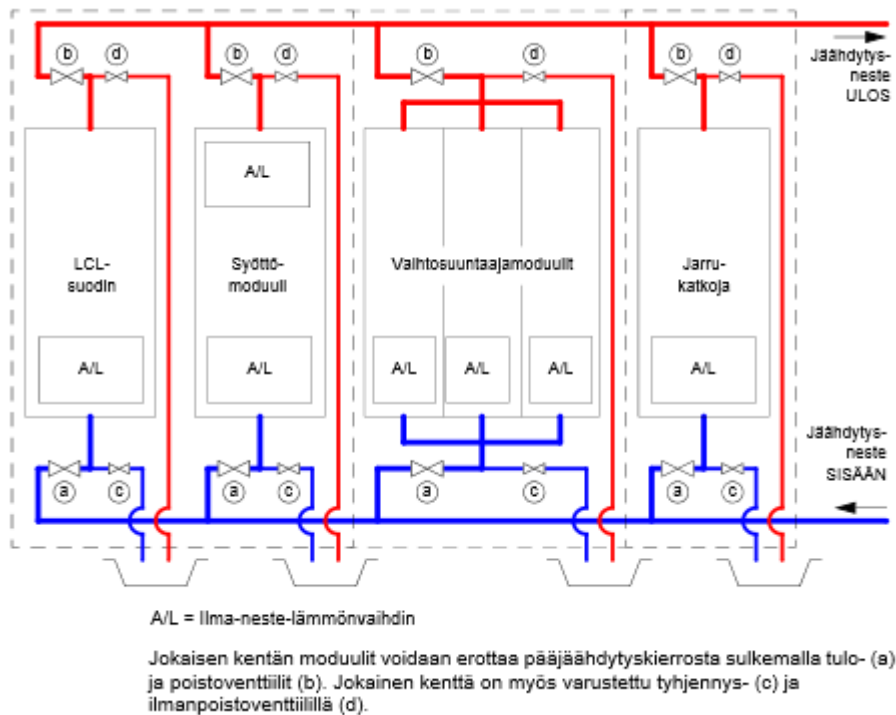 b d b d b d b d
Jäähdytys-
neste
ULOS
A/L
LCL-
suodin
Syöttö-
moduuli
Vaihtosuuntaajamoduulit
Jarru-
katkoja
A/L A/L A/L A/L A/L A/L
Jäähdytys-
neste
SISÄÄN
a c a c a c a c
A/L = Ilma-neste-lämmönvaihdin
Jokaisen kentän moduulit voidaan erottaa pääjäähdytyskierrosta sulkemalla tulo- (a)
ja poistoventtiilit (b). Jokainen kenttä on myös varustettu tyhjennys- (c) ja
ilmanpoistoventtiilillä (d).